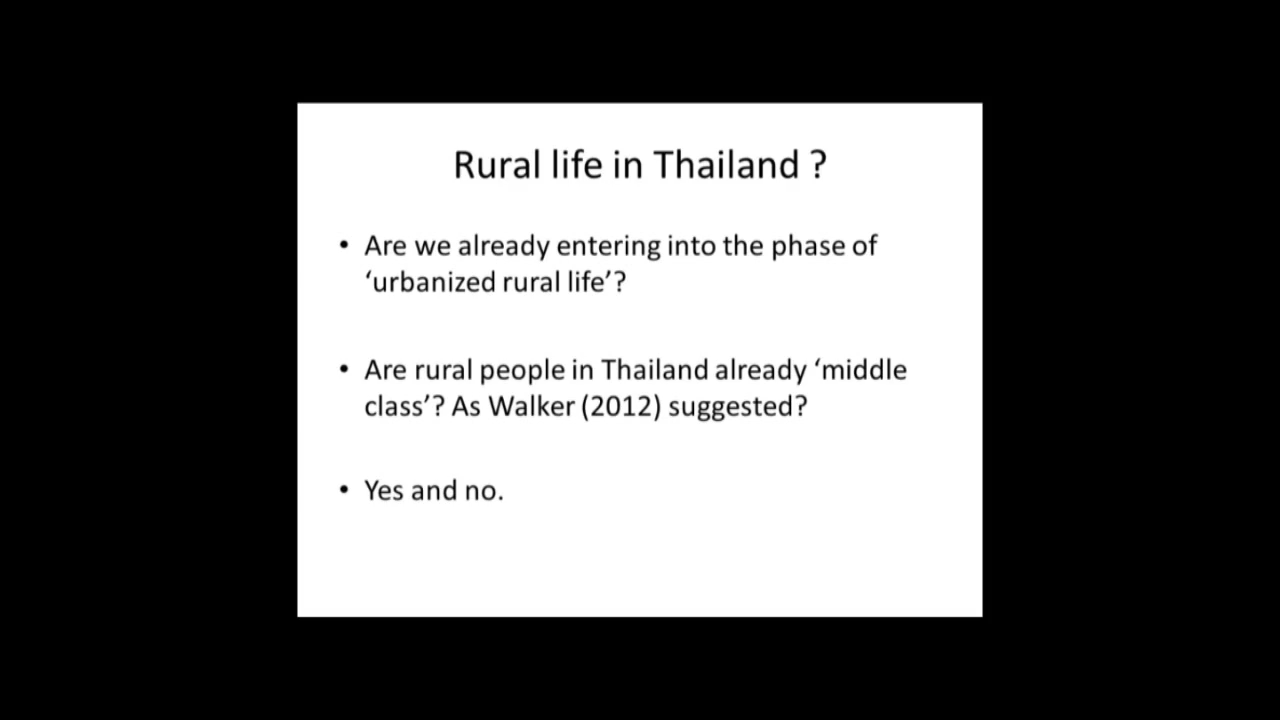 Rural life in Thailand ?
• Are we already entering into the phase of
‘urbanized rural life’?
• Are rural people in Thailand already ‘middle
class’? As Walker (2012) suggested?
• Yes and no.